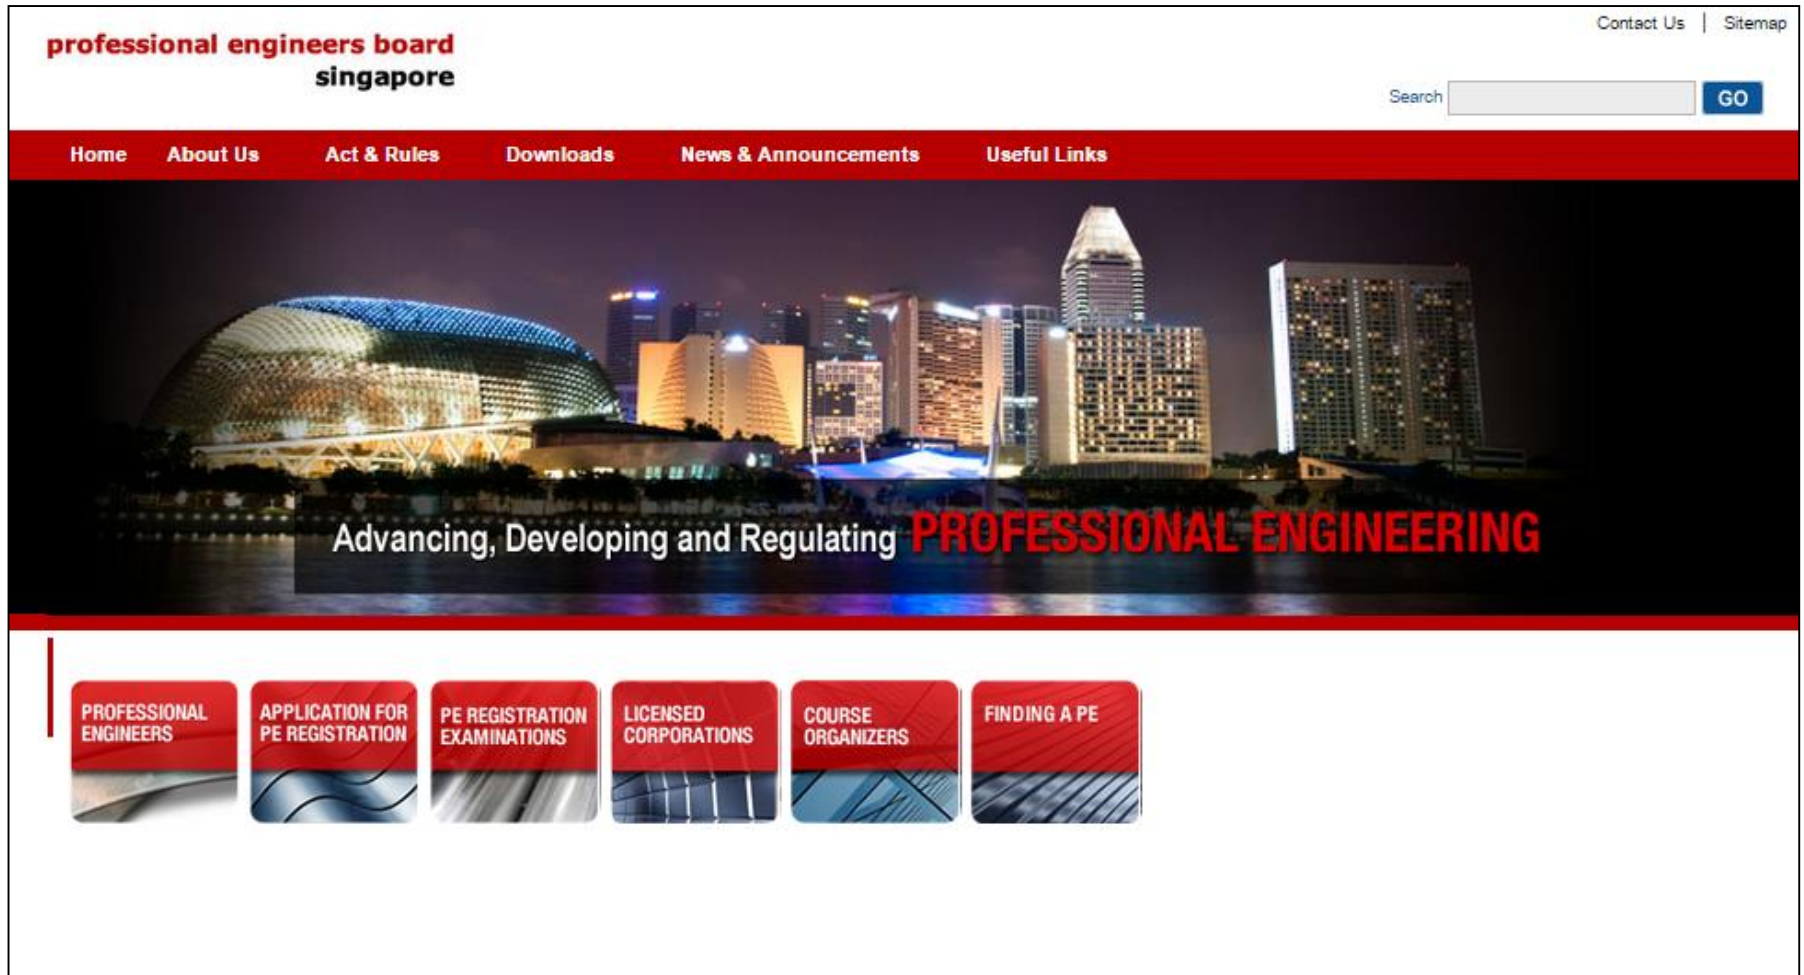 professional engineers board
singapore
Contact Us | Sitemap
Search GO
Home About Us Act & Rules Downloads News & Announcements Useful Links
Advancing, Developing and Regulating PROFESSIONAL ENGINEERING
PROFESSIONAL
ENGINEERS
APPLICATION FOR
PE REGISTRATION
PE REGISTRATION
EXAMINATIONS
LICENSED
CORPORATIONS
COURSE
ORGANIZERS
FINDING A PE